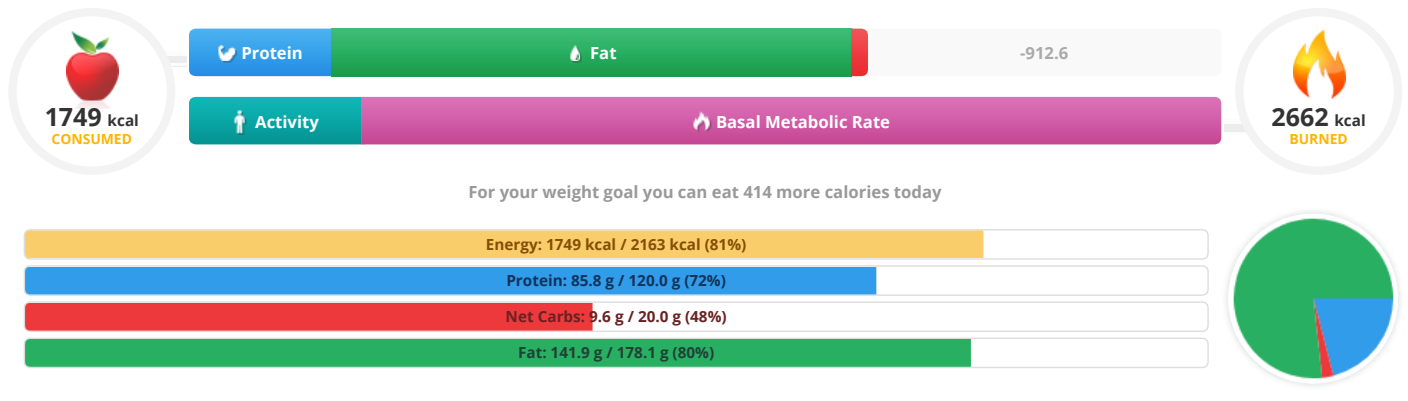 1749 kcal
CONSUMED
Protein
Fat
-912.6
Activity
Basal Metabolic Rate
2662 kcal
BURNED
For your weight goal you can eat 414 more calories today
Energy: 1749 kcal / 2163 kcal (81%)
Protein: 85.8 g / 120.0 g (72%)
Net Carbs: 9.6 g / 20.0 g (48%)
Fat: 141.9 g / 178.1 g (80%)